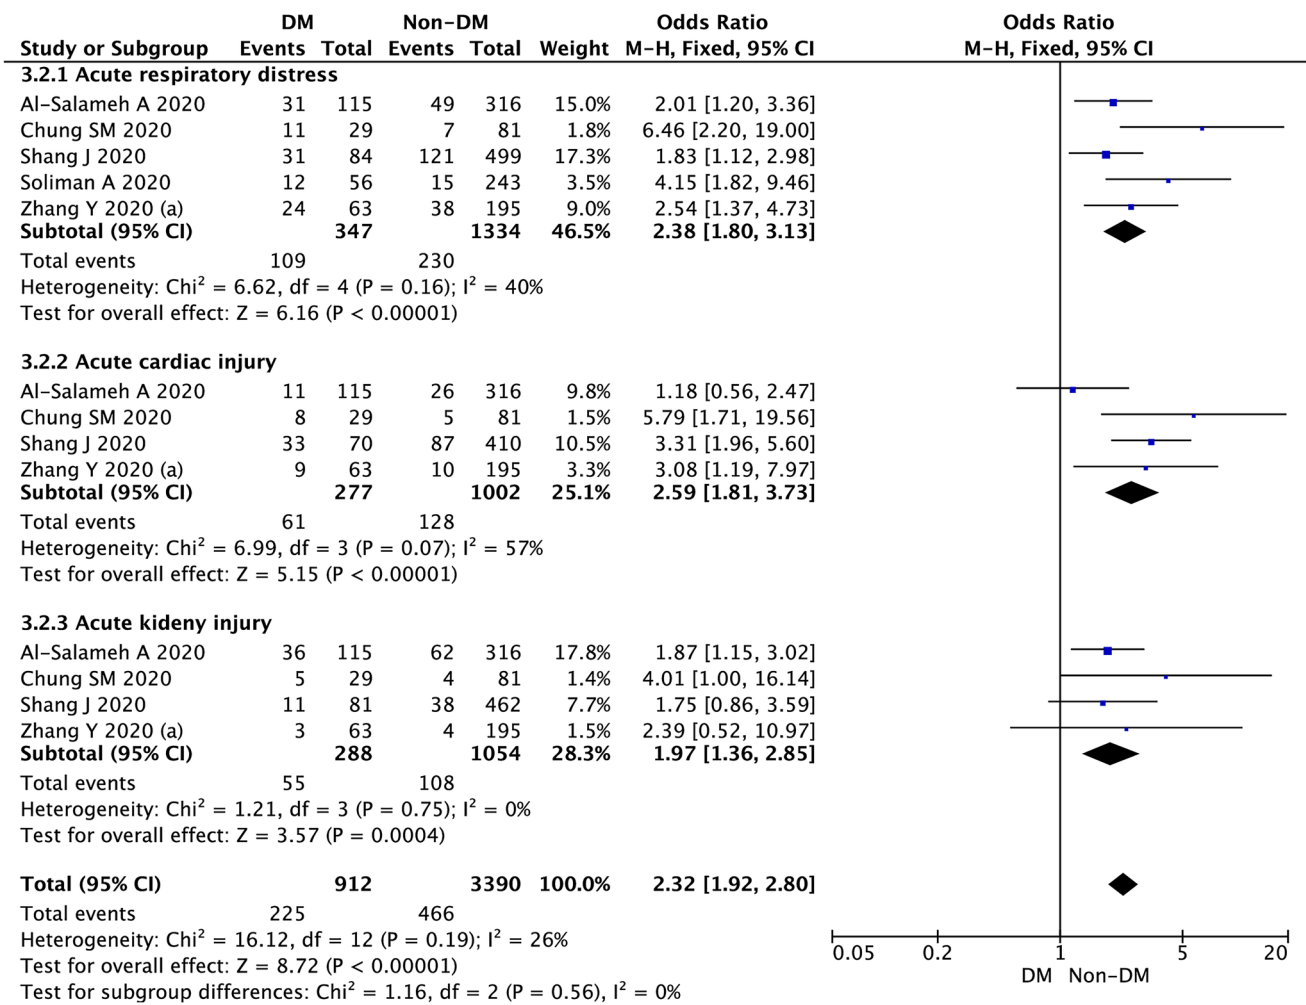 DM Non-DM Odds Ratio Odds Ratio
Study or Subgroup Events Total Events Total Weight M-H, Fixed, 95% CI M-H, Fixed, 95% CI
3.2.1 Acute respiratory distress
Al-Salameh A 2020 31 115 49 316 15.0% 2.01 [1.20, 3.36]
Chung SM 2020 11 29 7 81 1.8% 6.46 [2.20, 19.00]
Shang J 2020 31 84 121 499 17.3% 1.83 [1.12, 2.98]
Soliman A 2020 12 56 15 243 3.5% 4.15 [1.82, 9.46]
Zhang Y 2020 (a) 24 63 38 195 9.0% 2.54 [1.37, 4.73]
Subtotal (95% CI) 347 1334 46.5% 2.38 [1.80, 3.13]
Total events 109 230
Heterogeneity: Chi² = 6.62, df = 4 (P = 0.16); I² = 40%
Test for overall effect: Z = 6.16 (P < 0.00001)
3.2.2 Acute cardiac injury
Al-Salameh A 2020 11 115 26 316 9.8% 1.18 [0.56, 2.47]
Chung SM 2020 8 29 5 81 1.5% 5.79 [1.71, 19.56]
Shang J 2020 33 70 87 410 10.5% 3.31 [1.96, 5.60]
Zhang Y 2020 (a) 9 63 10 195 3.3% 3.08 [1.19, 7.97]
Subtotal (95% CI) 277 1002 25.1% 2.59 [1.81, 3.73]
Total events 61 128
Heterogeneity: Chi² = 6.99, df = 3 (P = 0.07); I² = 57%
Test for overall effect: Z = 5.15 (P < 0.00001)
3.2.3 Acute kideny injury
Al-Salameh A 2020 36 115 62 316 17.8% 1.87 [1.15, 3.02]
Chung SM 2020 5 29 4 81 1.4% 4.01 [1.00, 16.14]
Shang J 2020 11 81 38 462 7.7% 1.75 [0.86, 3.59]
Zhang Y 2020 (a) 3 63 4 195 1.5% 2.39 [0.52, 10.97]
Subtotal (95% CI) 288 1054 28.3% 1.97 [1.36, 2.85]
Total events 55 108
Heterogeneity: Chi² = 1.21, df = 3 (P = 0.75); I² = 0%
Test for overall effect: Z = 3.57 (P = 0.0004)
Total (95% CI) 912 3390 100.0% 2.32 [1.92, 2.80]
Total events 225 466
Heterogeneity: Chi² = 16.12, df = 12 (P = 0.19); I² = 26%
Test for overall effect: Z = 8.72 (P < 0.00001)
Test for subgroup differences: Chi² = 1.16, df = 2 (P = 0.56), I² = 0%
0.05 0.2 1 5 20
DM Non-DM